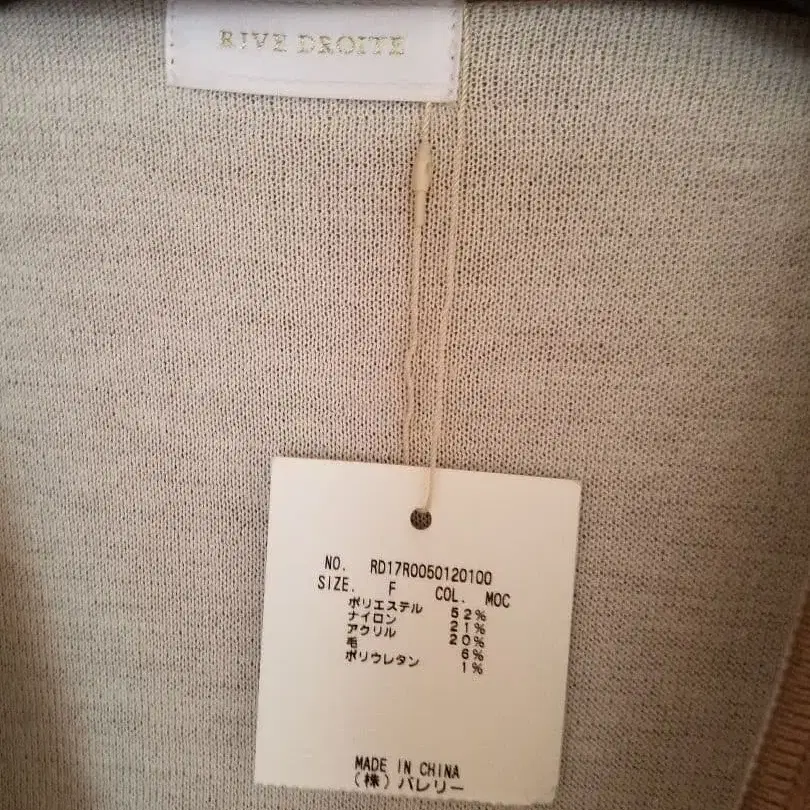 RIVE DROITE
NO. RD17R0050120100
SIZE. F COL. MOC
ポリエステル 52%
ナイロン 21%
アクリル 20%
毛 6%
ポリウレタン 1%
MADE IN CHINA
(株)バレリー